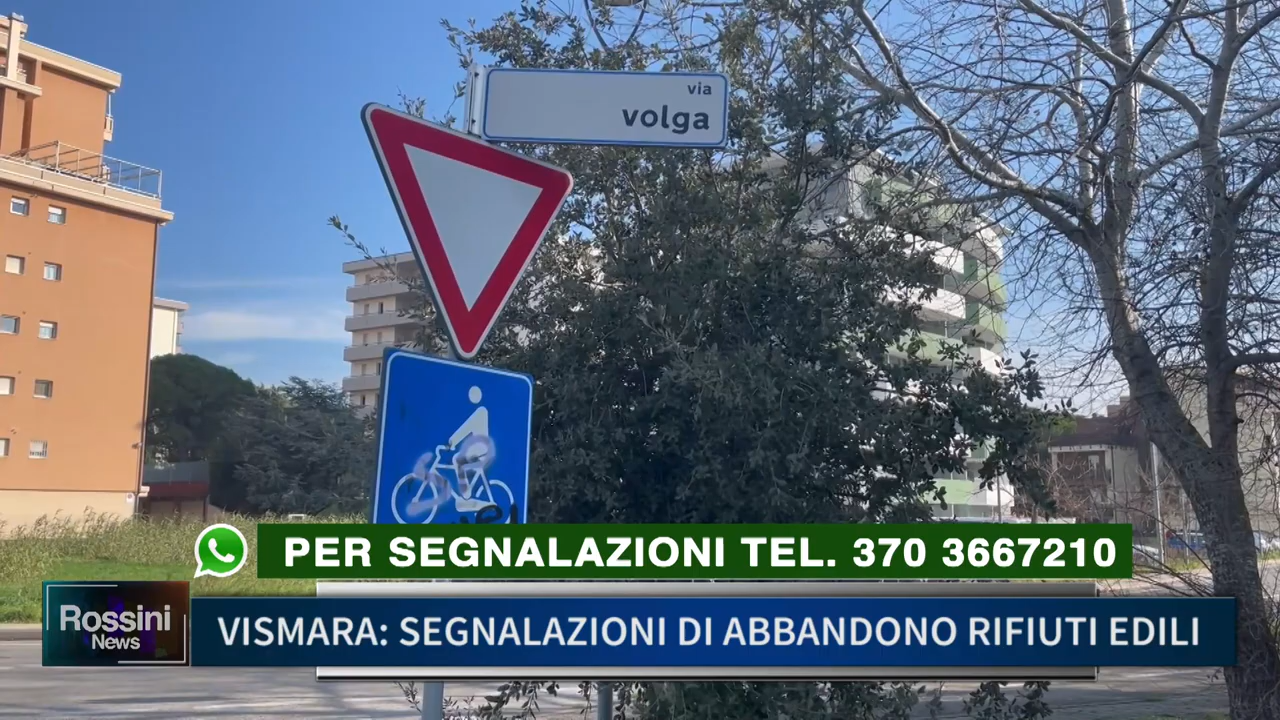 via
volga
PER SEGNALAZIONI TEL. 370 3667210
Rossini
News
VISMARA: SEGNALAZIONI DI ABBANDONO RIFIUTI EDILI